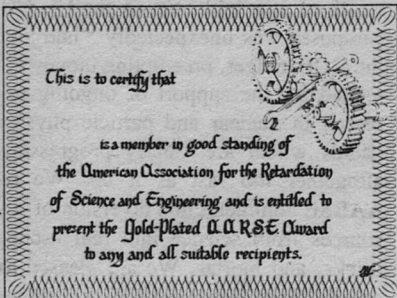 This is to certify that
is a member in good standing of
the American Association for the Retardation
of Science and Engineering and is entitled to
present the Gold-Plated A.A.R.S.E. Award
to any and all suitable recipients.